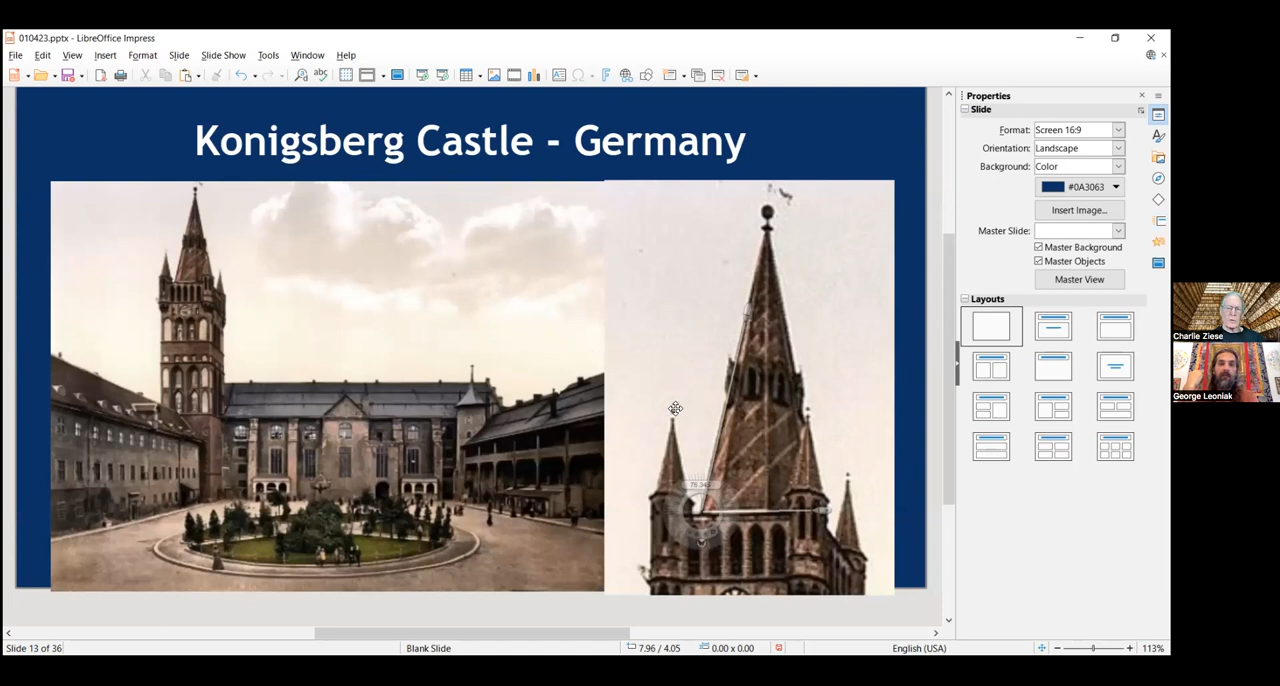 010423.pptx - LibreOffice Impress
File Edit View Insert Format Slide Slide Show Tools Window Help
Konigsberg Castle - Germany
Properties
Slide
Format: Screen 16:9
Orientation: Landscape
Background: Color
#0A3063
Insert Image...
Master Slide:
Master Background
Master Objects
Master View
Layouts
Charlie Ziese
George Leoniak
Slide 13 of 36 Blank Slide 7.96 / 4.05 0.00 x 0.00 English (USA) 113%